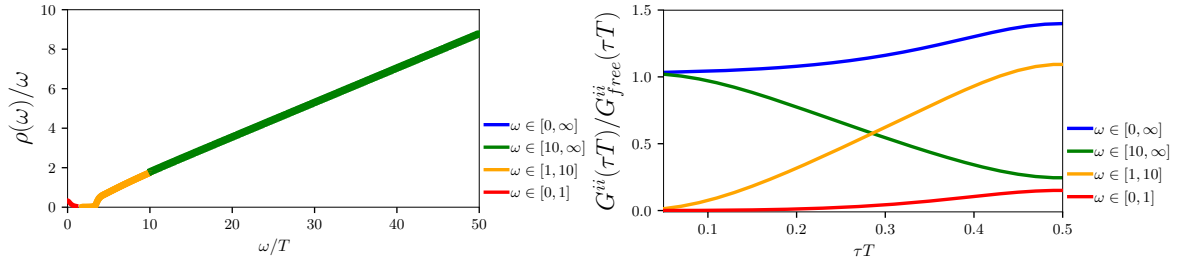 10
8
6
4
2
0
0
10
20
30
40
50
ω/T
ρ(ω)/ω
ω ∈ [0, ∞]
ω ∈ [10, ∞]
ω ∈ [1, 10]
ω ∈ [0, 1]
1.5
1.0
0.5
0.0
0.1
0.2
0.3
0.4
0.5
τT
G^{ii}(τT)/G^{ii}_{free}(τT)
ω ∈ [0, ∞]
ω ∈ [10, ∞]
ω ∈ [1, 10]
ω ∈ [0, 1]